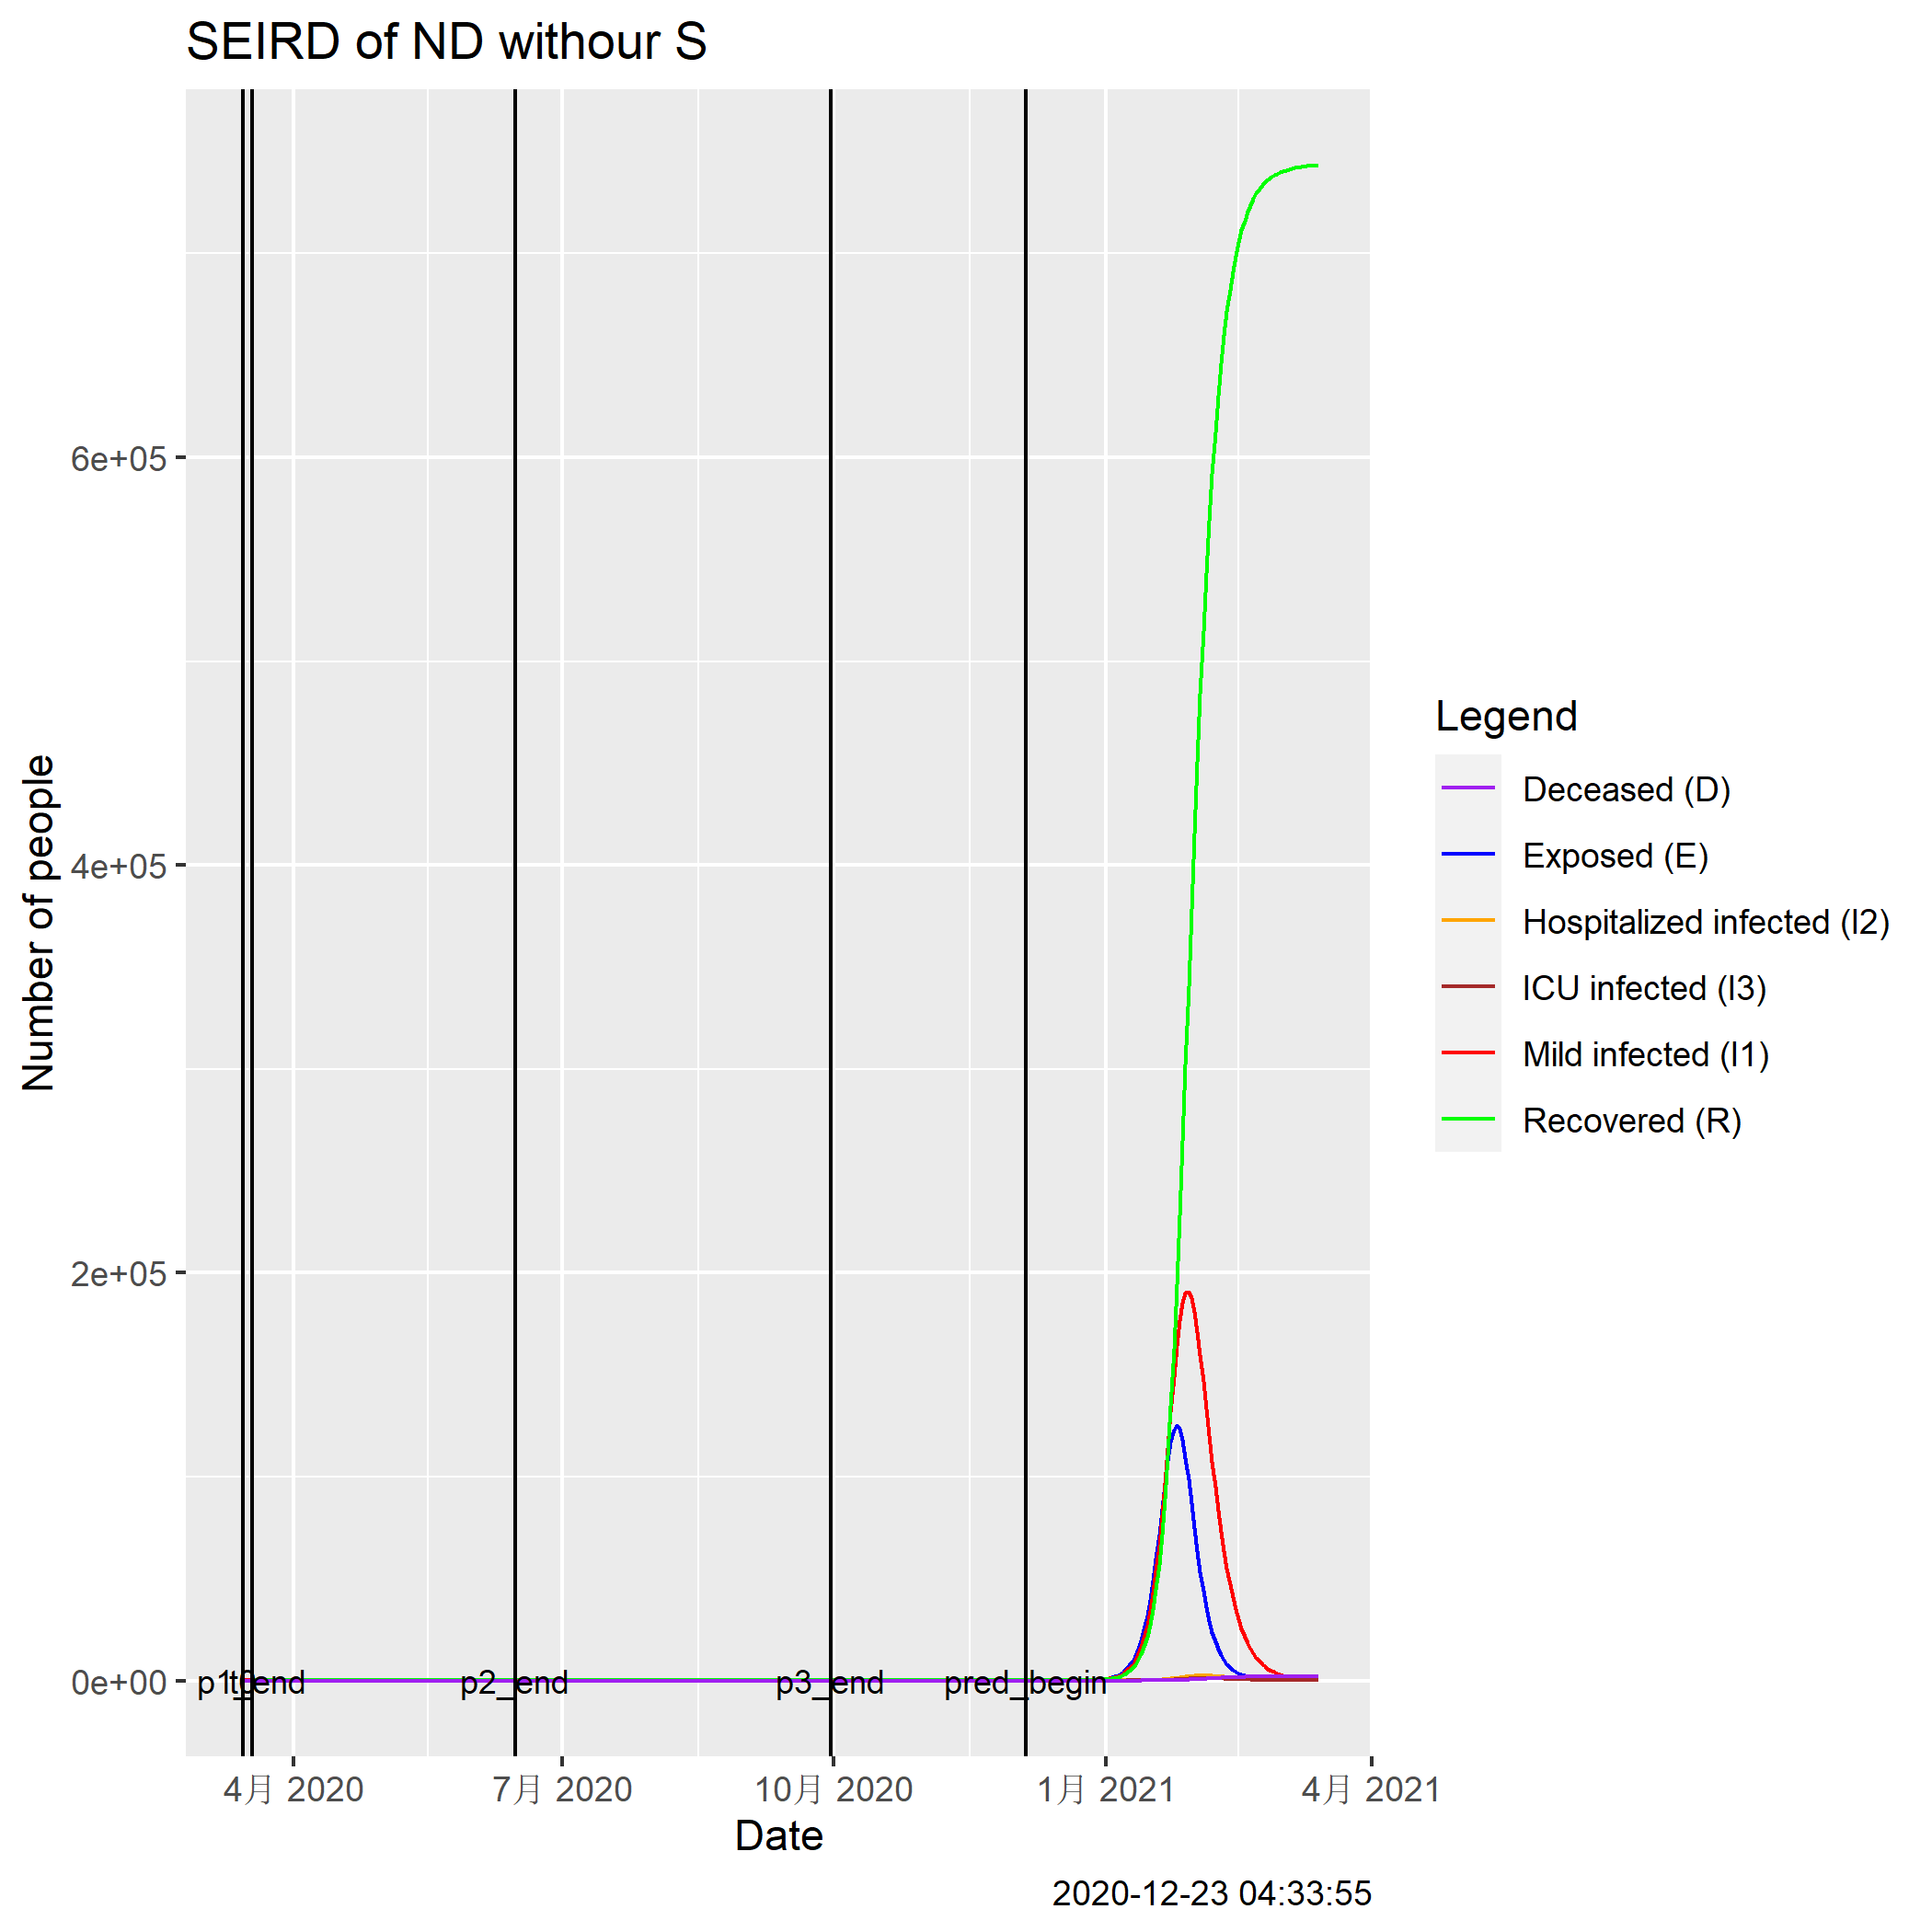 SEIRD of ND withour S
Number of people
6e+05
4e+05
2e+05
0e+00
p1_end
t0
p2_end
p3_end
pred_begin
4月 2020
7月 2020
10月 2020
1月 2021
4月 2021
Date
2020-12-23 04:33:55
Legend
Deceased (D)
Exposed (E)
Hospitalized infected (I2)
ICU infected (I3)
Mild infected (I1)
Recovered (R)